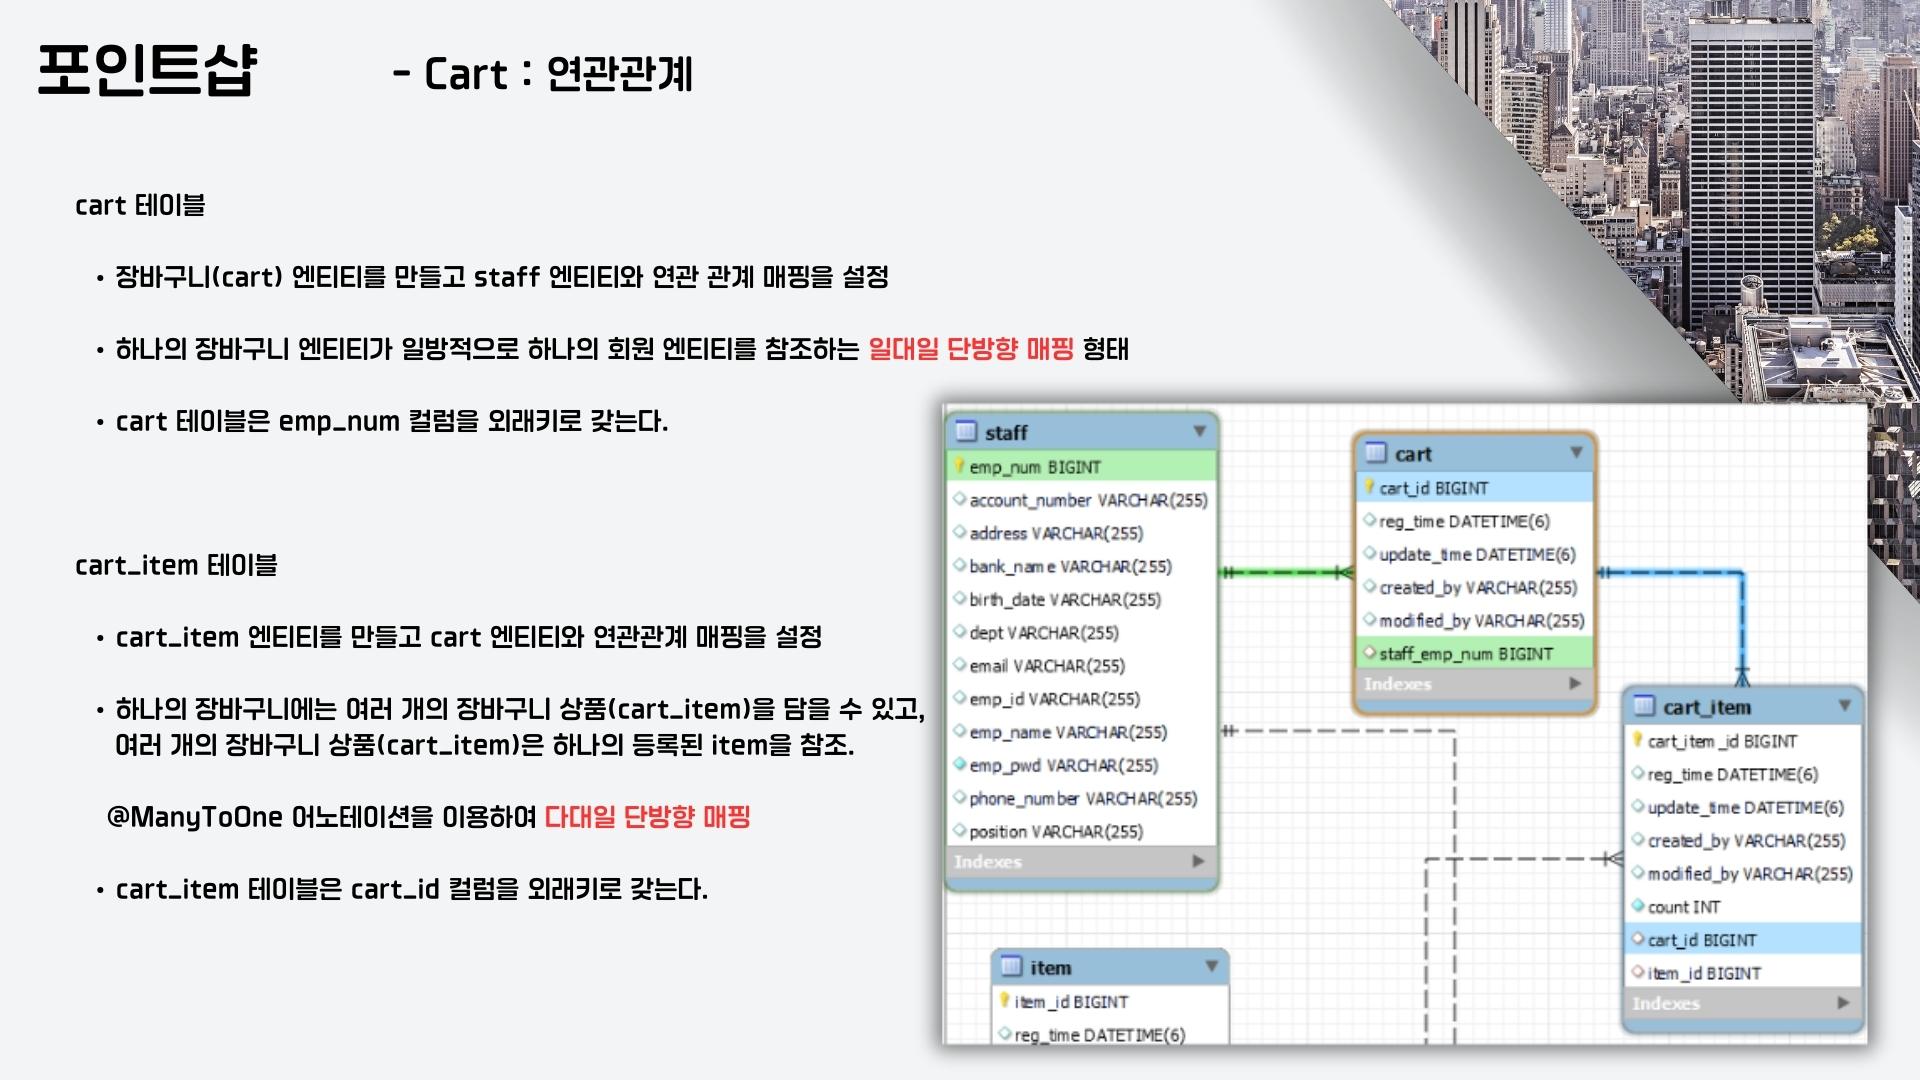 포인트샵
- Cart : 연관관계
cart 테이블
• 장바구니(cart) 엔티티를 만들고 staff 엔티티와 연관 관계 매핑을 설정
• 하나의 장바구니 엔티티가 일방적으로 하나의 회원 엔티티를 참조하는 일대일 단방향 매핑 형태
• cart 테이블은 emp_num 컬럼을 외래키로 갖는다.
cart_item 테이블
• cart_item 엔티티를 만들고 cart 엔티티와 연관관계 매핑을 설정
• 하나의 장바구니에는 여러 개의 장바구니 상품(cart_item)을 담을 수 있고,
여러 개의 장바구니 상품(cart_item)은 하나의 등록된 item을 참조.
@ManyToOne 어노테이션을 이용하여 다대일 단방향 매핑
• cart_item 테이블은 cart_id 컬럼을 외래키로 갖는다.
staff
emp_num BIGINT
account_number VARCHAR(255)
address VARCHAR(255)
bank_name VARCHAR(255)
birth_date VARCHAR(255)
dept VARCHAR(255)
email VARCHAR(255)
emp_id VARCHAR(255)
emp_name VARCHAR(255)
emp_pwd VARCHAR(255)
phone_number VARCHAR(255)
position VARCHAR(255)
Indexes
cart
cart_id BIGINT
reg_time DATETIME(6)
update_time DATETIME(6)
created_by VARCHAR(255)
modified_by VARCHAR(255)
staff_emp_num BIGINT
Indexes
cart_item
cart_item_id BIGINT
reg_time DATETIME(6)
update_time DATETIME(6)
created_by VARCHAR(255)
modified_by VARCHAR(255)
count INT
cart_id BIGINT
item_id BIGINT
Indexes
item
item_id BIGINT
reg_time DATETIME(6)